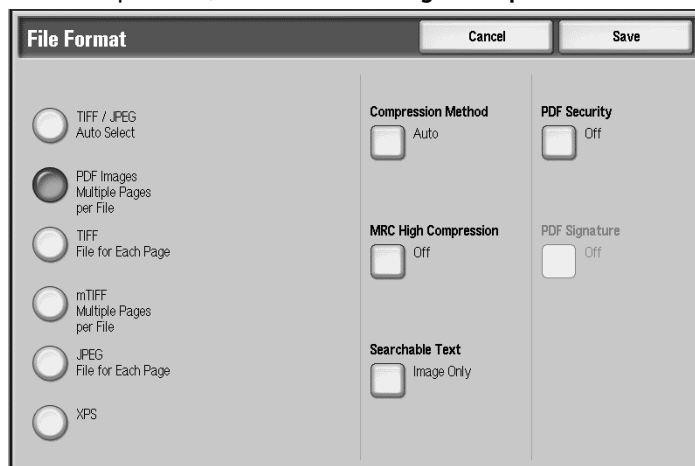 File Format
Cancel
Save
TIFF / JPEG
Auto Select
PDF Images
Multiple Pages
per File
TIFF
File for Each Page
mTIFF
Multiple Pages
per File
JPEG
File for Each Page
XPS
Compression Method
Auto
MRC High Compression
Off
Searchable Text
Image Only
PDF Security
Off
PDF Signature
Off